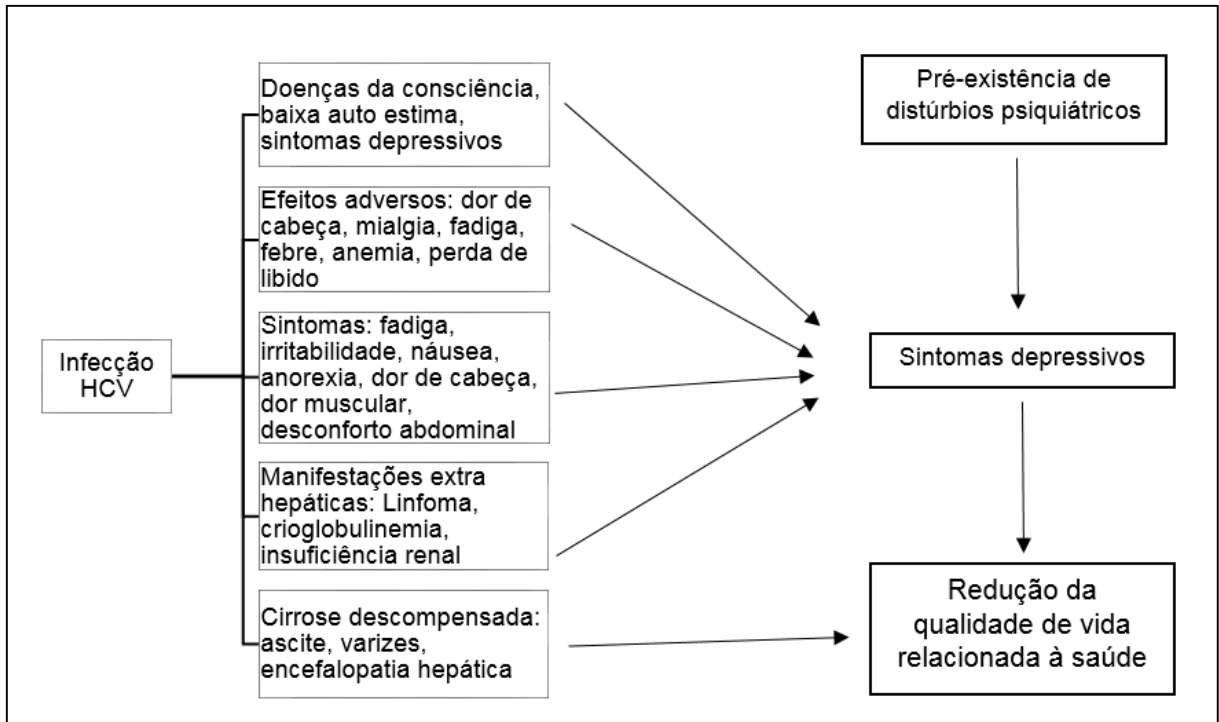 Infecção
HCV
Doenças da consciência,
baixa auto estima,
sintomas depressivos
Efeitos adversos: dor de
cabeça, mialgia, fadiga,
febre, anemia, perda de
libido
Sintomas: fadiga,
irritabilidade, náusea,
anorexia, dor de cabeça,
dor muscular,
desconforto abdominal
Manifestações extra
hepáticas: Linfoma,
crioglobulinemia,
insuficiência renal
Cirrose descompensada:
ascite, varizes,
encefalopatia hepática
Pré-existência de
distúrbios psiquiátricos
Sintomas depressivos
Redução da
qualidade de vida
relacionada à saúde